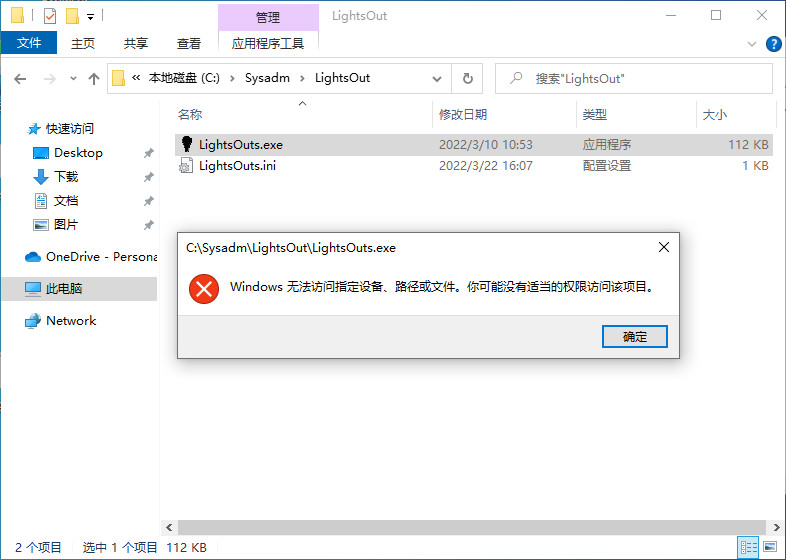 管理
LightsOut
文件 主页 共享 查看 应用程序工具
« 本地磁盘 (C:) › Sysadm › LightsOut
搜索"LightsOut"
名称 修改日期 类型 大小
快速访问
Desktop
下载
文档
图片
OneDrive - Persona
此电脑
Network
LightsOuts.exe 2022/3/10 10:53 应用程序 112 KB
LightsOuts.ini 2022/3/22 16:07 配置设置 1 KB
C:\Sysadm\LightsOut\LightsOuts.exe
Windows 无法访问指定设备、路径或文件。你可能没有适当的权限访问该项目。
确定
2 个项目 选中 1 个项目 112 KB